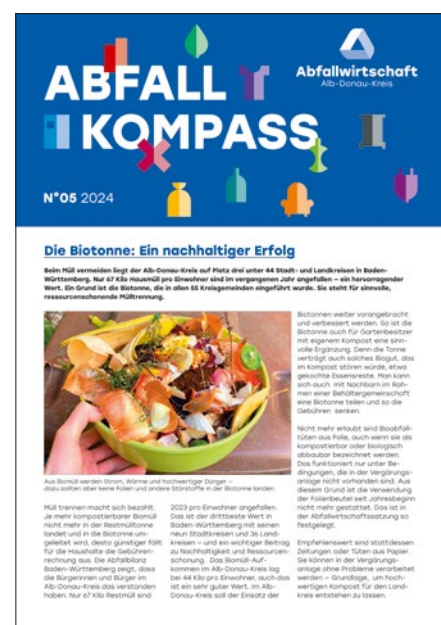 ABFALL
KOMPASS
Abfallwirtschaft
Alb-Donau-Kreis
N°05 2024
Die Biotonne: Ein nachhaltiger Erfolg
Beim Müll vermeiden liegt der Alb-Donau-Kreis auf Platz drei unter 44 Stadt- und Landkreisen in Baden-
Württemberg. Nur 67 Kilo Hausmüll pro Einwohner sind im vergangenen Jahr angefallen – ein hervorragender
Wert. Ein Grund ist die Biotonne, die in allen 55 Kreisgemeinden eingeführt wurde. Sie steht für sinnvolle,
ressourcenschonende Mülltrennung.
Aus Biomüll werden Strom, Wärme und hochwertiger Dünger –
dazu sollten aber keine Folien und andere Störstoffe in der Biotonne landen.
Müll trennen macht sich bezahlt.
Je mehr kompostierbarer Biomüll
nicht mehr in der Restmülltonne
landet und in die Biotonne um-
geleitet wird, desto günstiger fällt
für die Haushalte die Gebühren-
rechnung aus. Die Abfallbilanz
Baden-Württemberg zeigt, dass
die Bürgerinnen und Bürger im
Alb-Donau-Kreis das verstanden
haben. Nur 67 Kilo Restmüll sind
2023 pro Einwohner angefallen.
Das ist der drittbeste Wert in
Baden-Württemberg mit seinen
neun Stadtkreisen und 35 Land-
kreisen – und ein wichtiger Beitrag
zu Nachhaltigkeit und Ressourcen-
schonung. Das Biomüll-Auf-
kommen im Alb-Donau-Kreis lag
bei 44 Kilo pro Einwohner, auch das
ist ein sehr guter Wert. Im Alb-
Donau-Kreis soll der Einsatz der
Biotonnen weiter vorangebracht
und verbessert werden. So ist die
Biotonne auch für Gartenbesitzer
mit eigenem Kompost eine sinn-
volle Ergänzung. Denn die Tonne
verträgt auch solches Biogut, das
im Kompost stören würde, etwa
gekochte Essensreste. Man kann
sich auch mit Nachbarn im Rah-
men einer Behältergemeinschaft
eine Biotonne teilen und so die
Gebühren senken.
Nicht mehr erlaubt sind Bioabfall-
tüten aus Folie, auch wenn sie als
kompostierbar oder biologisch
abbaubar bezeichnet werden.
Das funktioniert nur unter Be-
dingungen, die in der Vergärungs-
anlage nicht vorhanden sind. Aus
diesem Grund ist die Verwendung
der Folienbeutel seit Jahresbeginn
nicht mehr gestattet. Das ist in
der Abfallwirtschaftssatzung so
festgelegt.
Empfehlenswert sind stattdessen
Zeitungen oder Tüten aus Papier.
Sie können in der Vergärungs-
anlage ohne Probleme verarbeitet
werden – Grundlage, um hoch-
wertigen Kompost für den Land-
kreis entstehen zu lassen.